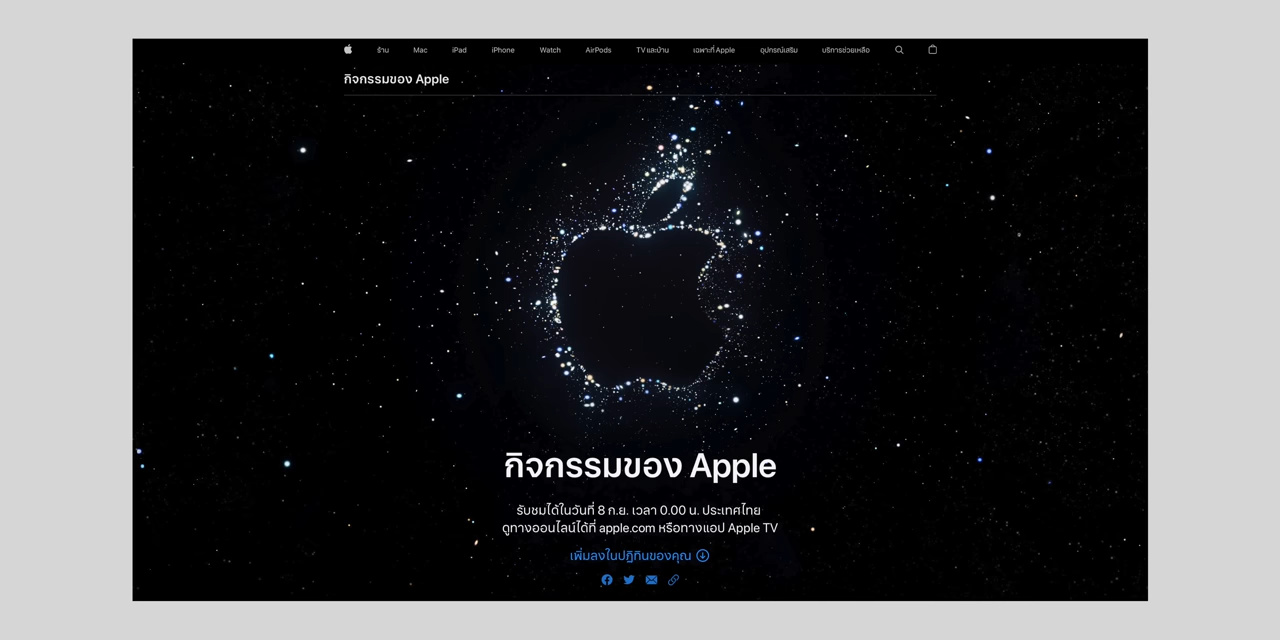 ร้าน Mac iPad iPhone Watch AirPods TV และบ้าน เฉพาะที่ Apple อุปกรณ์เสริม บริการช่วยเหลือ
กิจกรรมของ Apple
กิจกรรมของ Apple
รับชมได้ในวันที่ 8 ก.ย. เวลา 0.00 น. ประเทศไทย
ดูทางออนไลน์ได้ที่ apple.com หรือทางแอป Apple TV
เพิ่มลงในปฏิทินของคุณ